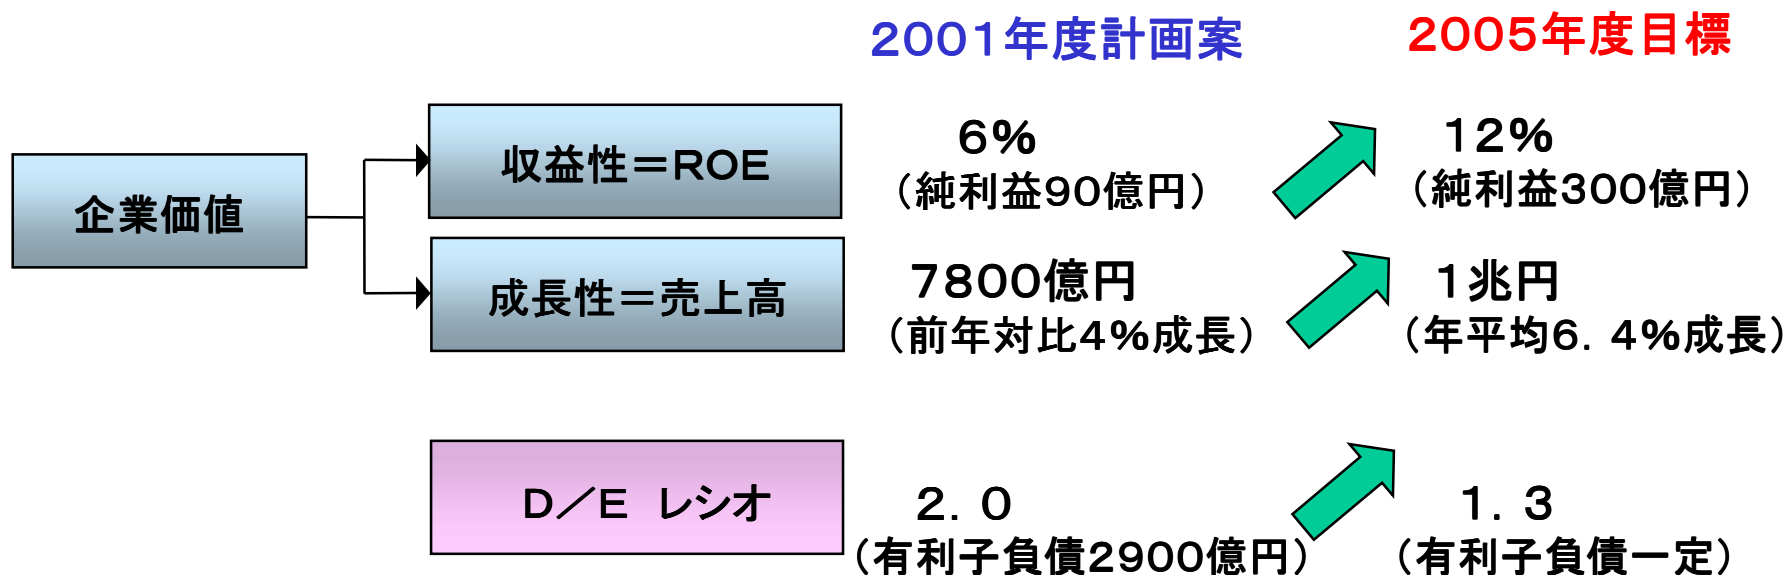 2001年度計画案 2005年度目標
企業価値
収益性＝ROE
6% 12%
（純利益90億円） （純利益300億円）
成長性＝売上高
7800億円 1兆円
（前年対比4%成長） （年平均6．4%成長）
D／E レシオ
2．0 1．3
（有利子負債2900億円） （有利子負債一定）